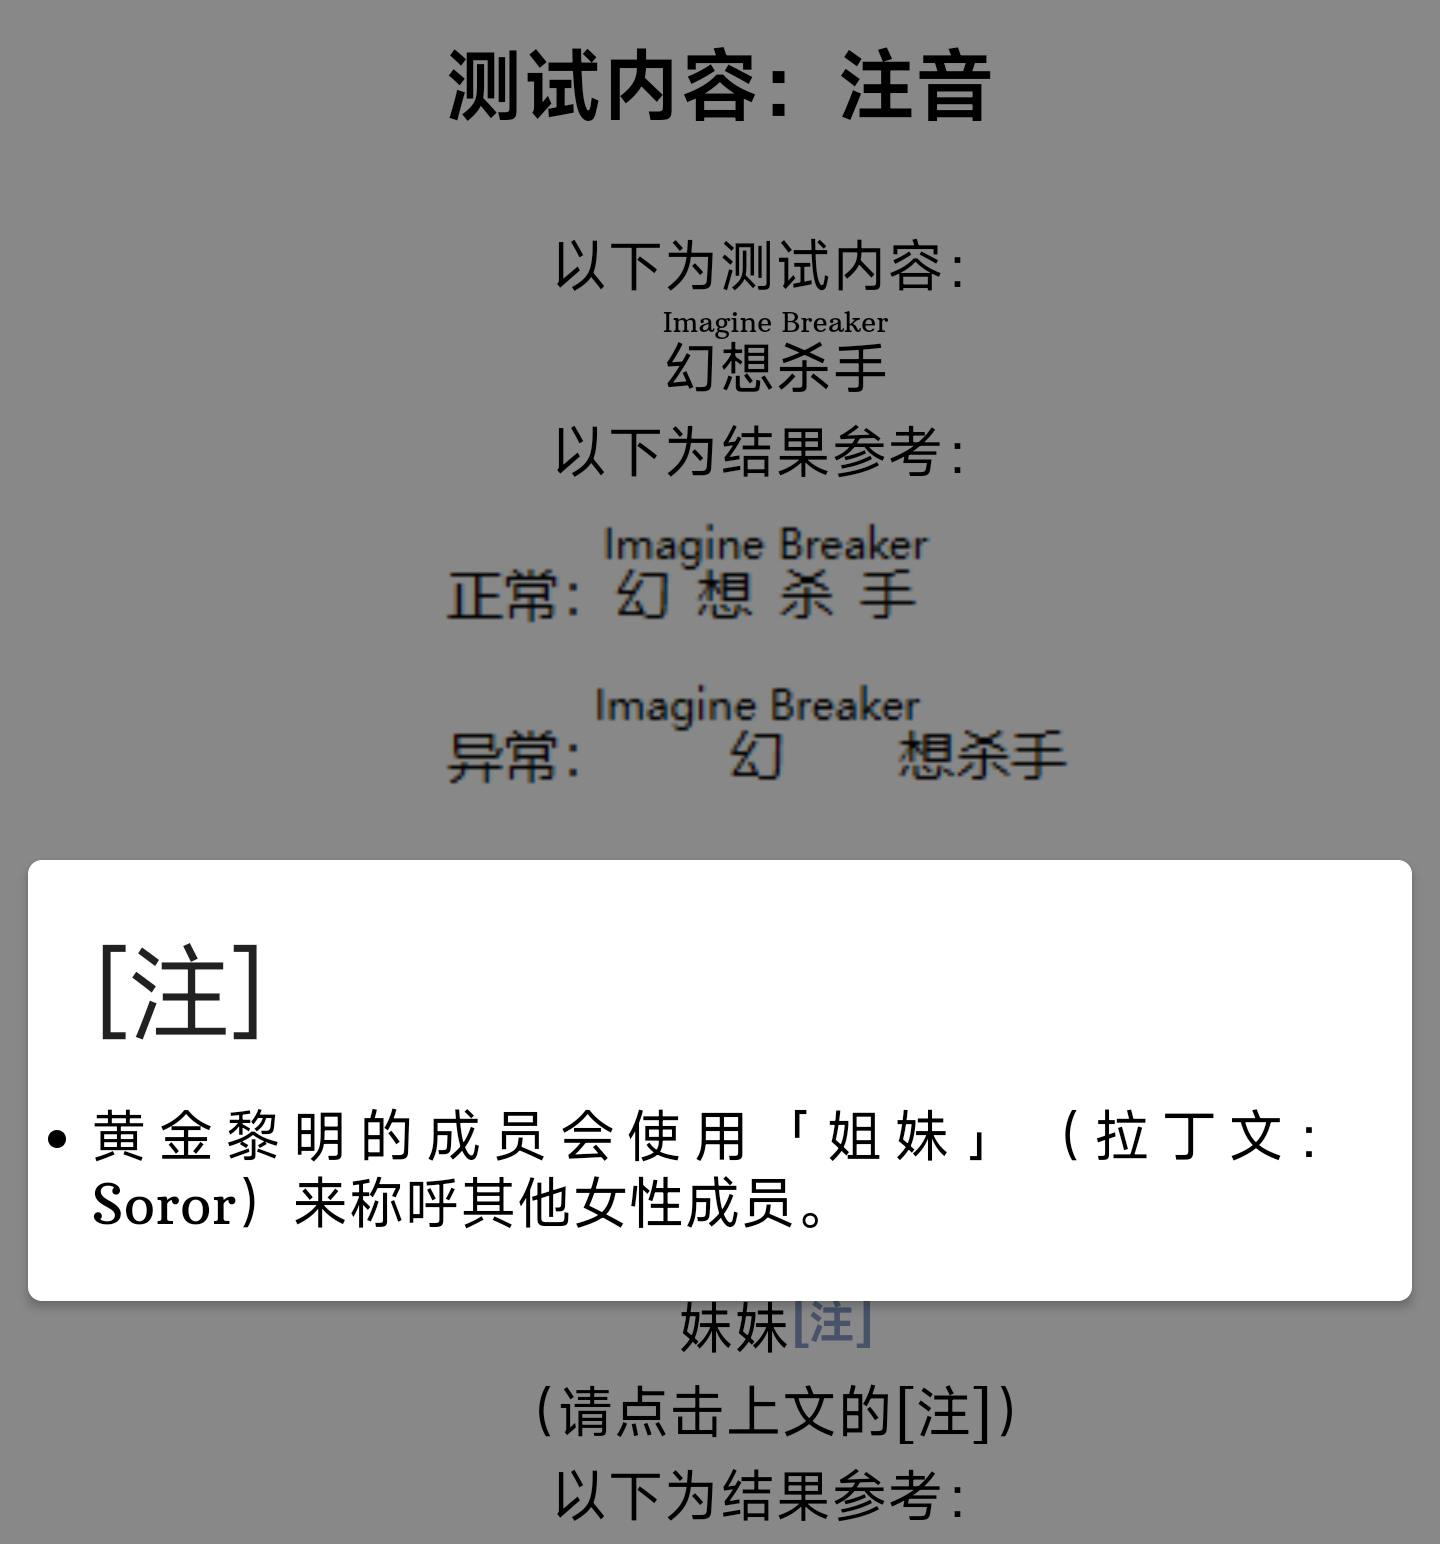 测试内容：注音
以下为测试内容：
Imagine Breaker
幻想杀手
以下为结果参考：
Imagine Breaker
正常：幻想杀手
Imagine Breaker
异常：幻 想杀手
[注]
• 黄金黎明的成员会使用「姐妹」（拉丁文：
Soror）来称呼其他女性成员。
妹妹[注]
（请点击上文的[注]）
以下为结果参考：